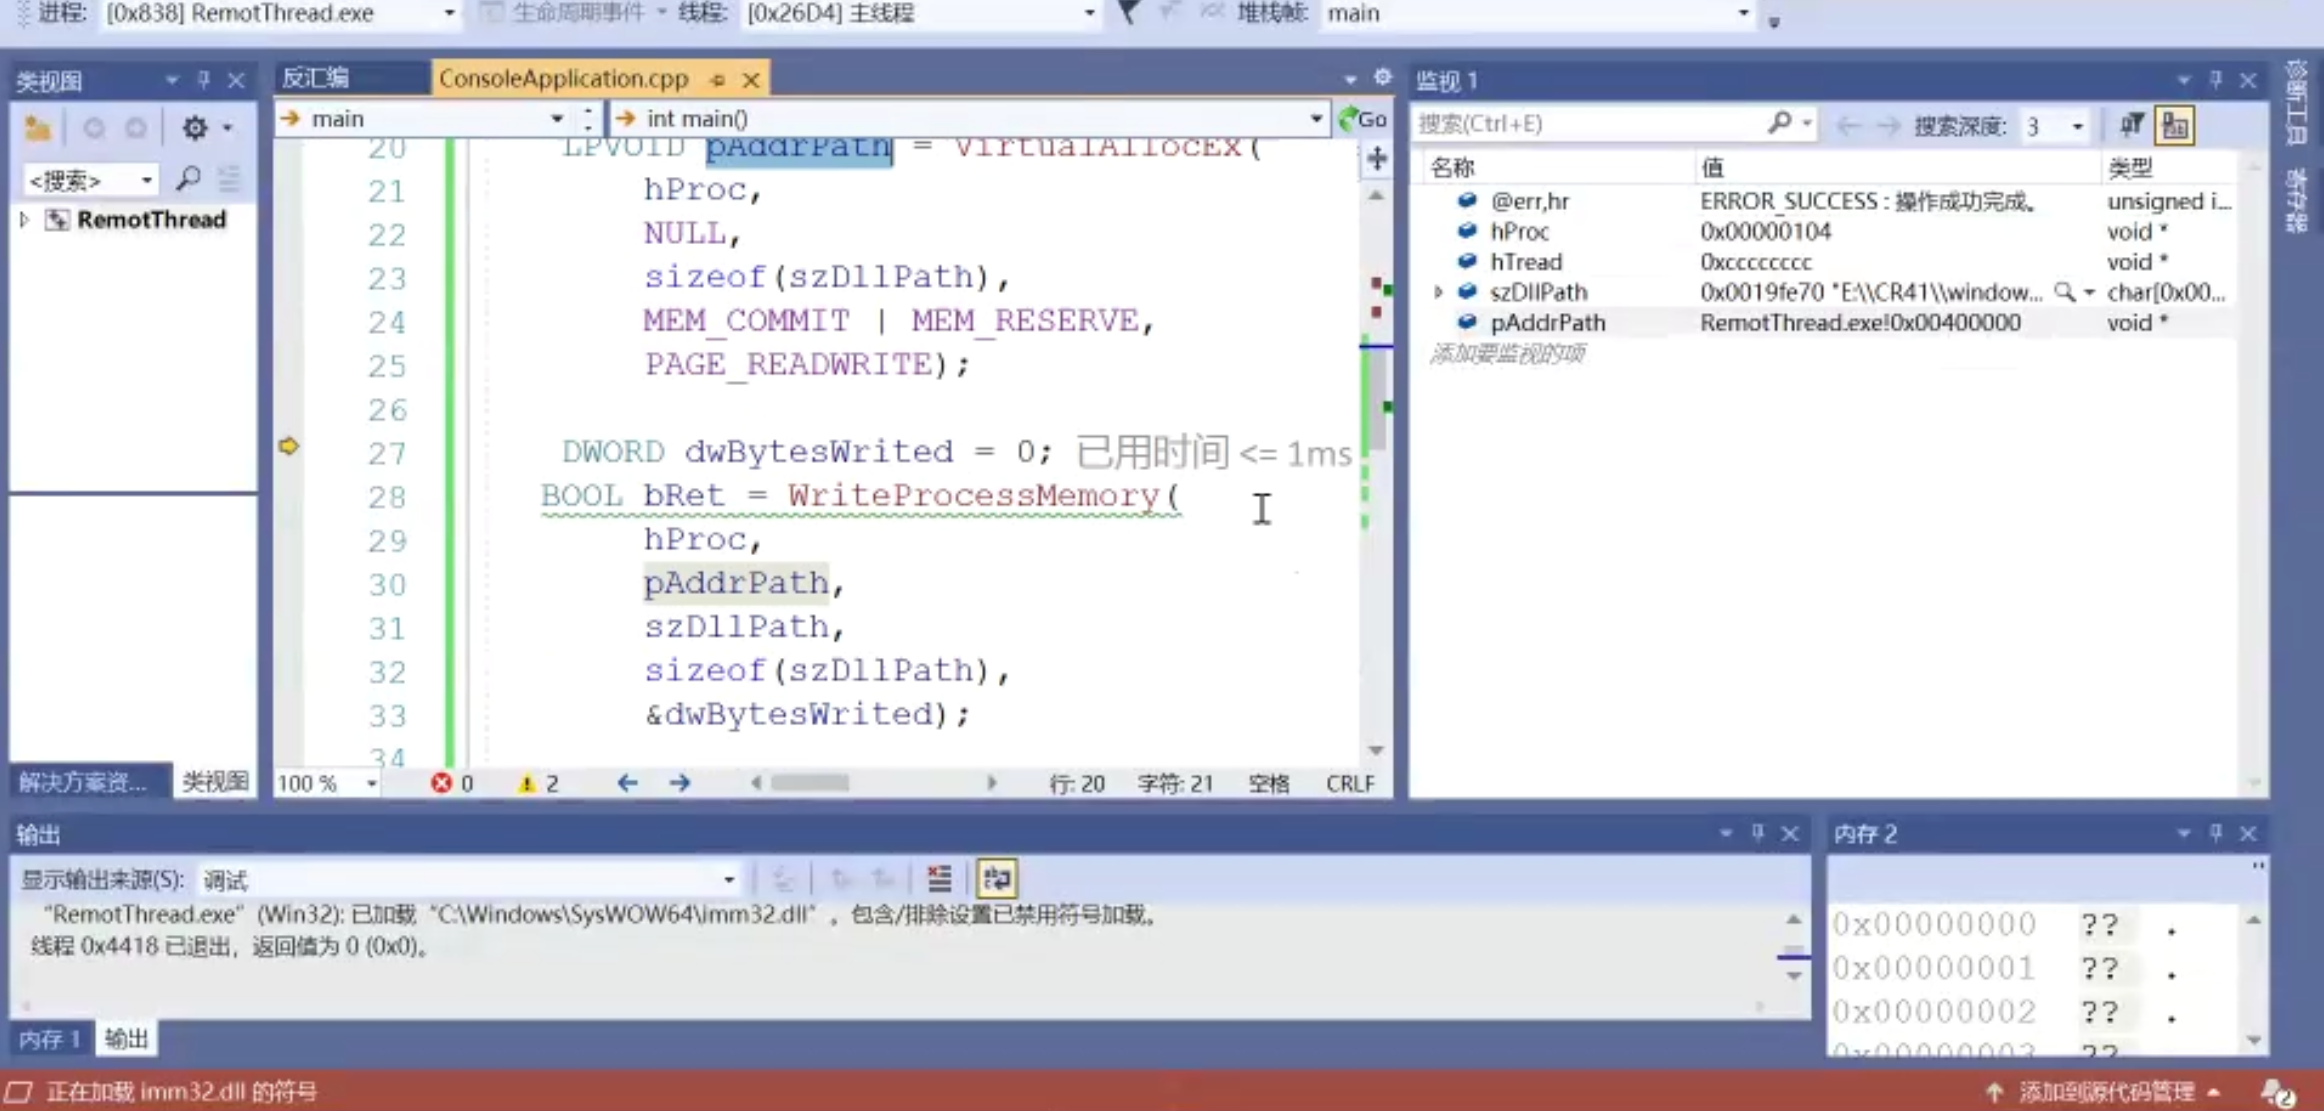 进程: [0x838] RemotThread.exe 生命周期事件 线程: [0x26D4] 主线程 堆栈帧: main
类视图
<搜索>
RemotThread
解决方案资... 类视图
反汇编 ConsoleApplication.cpp
main int main() Go
20 LPVOID pAddrPath = VirtualAllocEx(
21 hProc,
22 NULL,
23 sizeof(szDllPath),
24 MEM_COMMIT | MEM_RESERVE,
25 PAGE_READWRITE);
26
27 DWORD dwBytesWrited = 0; 已用时间 <= 1ms
28 BOOL bRet = WriteProcessMemory(
29 hProc,
30 pAddrPath,
31 szDllPath,
32 sizeof(szDllPath),
33 &dwBytesWrited);
34
100 % 0 2 行: 20 字符: 21 空格 CRLF
监视 1
搜索(Ctrl+E) 搜索深度: 3
名称 值 类型
@err,hr ERROR_SUCCESS : 操作成功完成。 unsigned i...
hProc 0x00000104 void *
hTread 0xcccccccc void *
szDllPath 0x0019fe70 "E:\\CR41\\window... char[0x00...
pAddrPath RemotThread.exe!0x00400000 void *
添加要监视的项
诊断工具
寄存器
输出
显示输出来源(S): 调试
"RemotThread.exe" (Win32): 已加载 "C:\Windows\SysWOW64\imm32.dll" 。包含/排除设置已禁用符号加载。
线程 0x4418 已退出，返回值为 0 (0x0)。
内存 1 输出
内存 2
0x00000000 ?? .
0x00000001 ?? .
0x00000002 ?? .
0x00000003 ??
正在加载 imm32.dll 的符号 添加到源代码管理 2